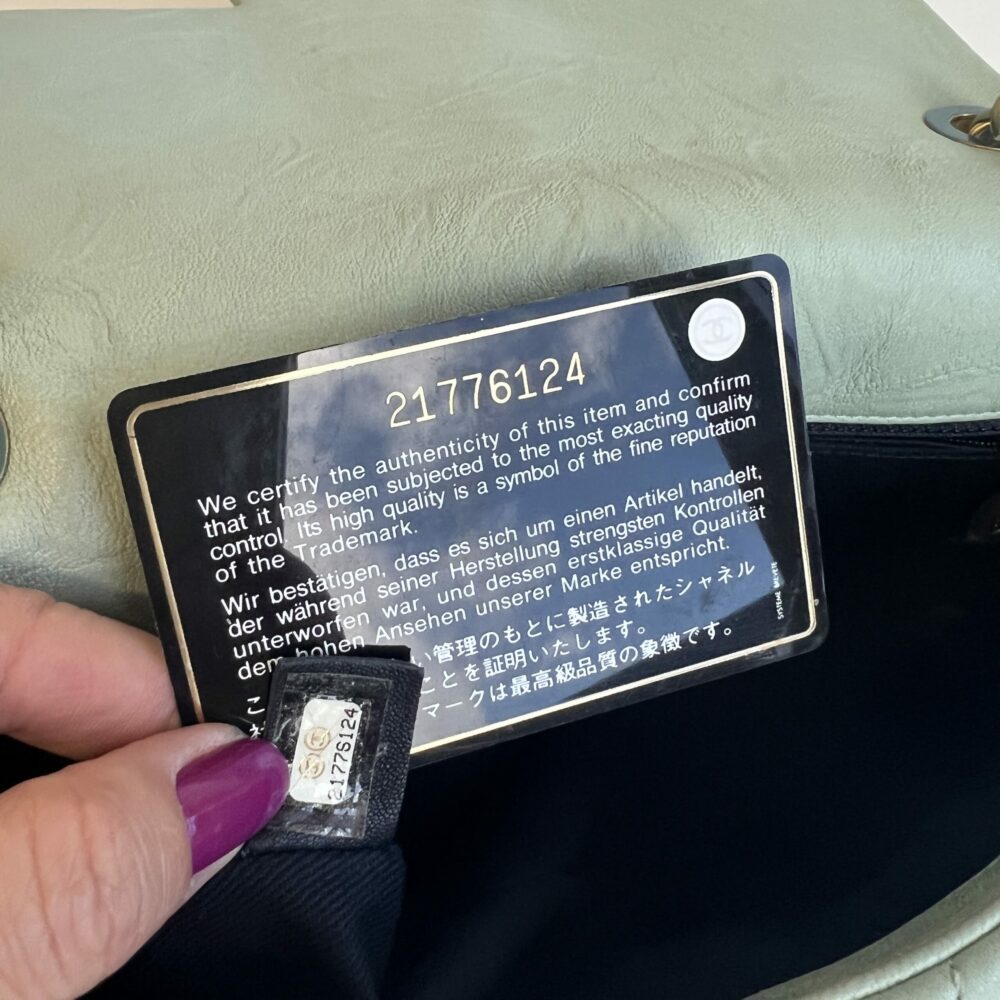 21776124
We certify the authenticity of this item and confirm
that it has been subjected to the most exacting quality
control. Its high quality is a symbol of the fine reputation
of the Trademark.
Wir bestätigen, dass es sich um einen Artikel handelt,
der während seiner Herstellung strengsten Kontrollen
unterworfen war, und dessen erstklassige Qualität
dem hohen Ansehen unserer Marke entspricht.
こ い管理のもとに製造されたシャネル
ことを証明いたします。
マークは最高級品質の象徴です。
21776124